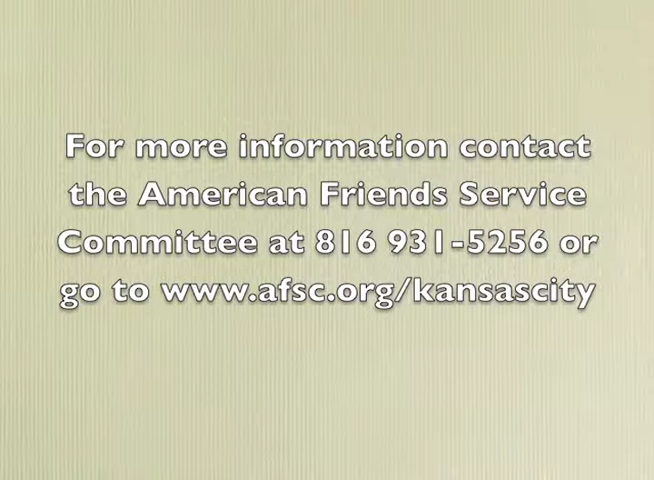 For more information contact
the American Friends Service
Committee at 816 931-5256 or
go to www.afsc.org/kansascity